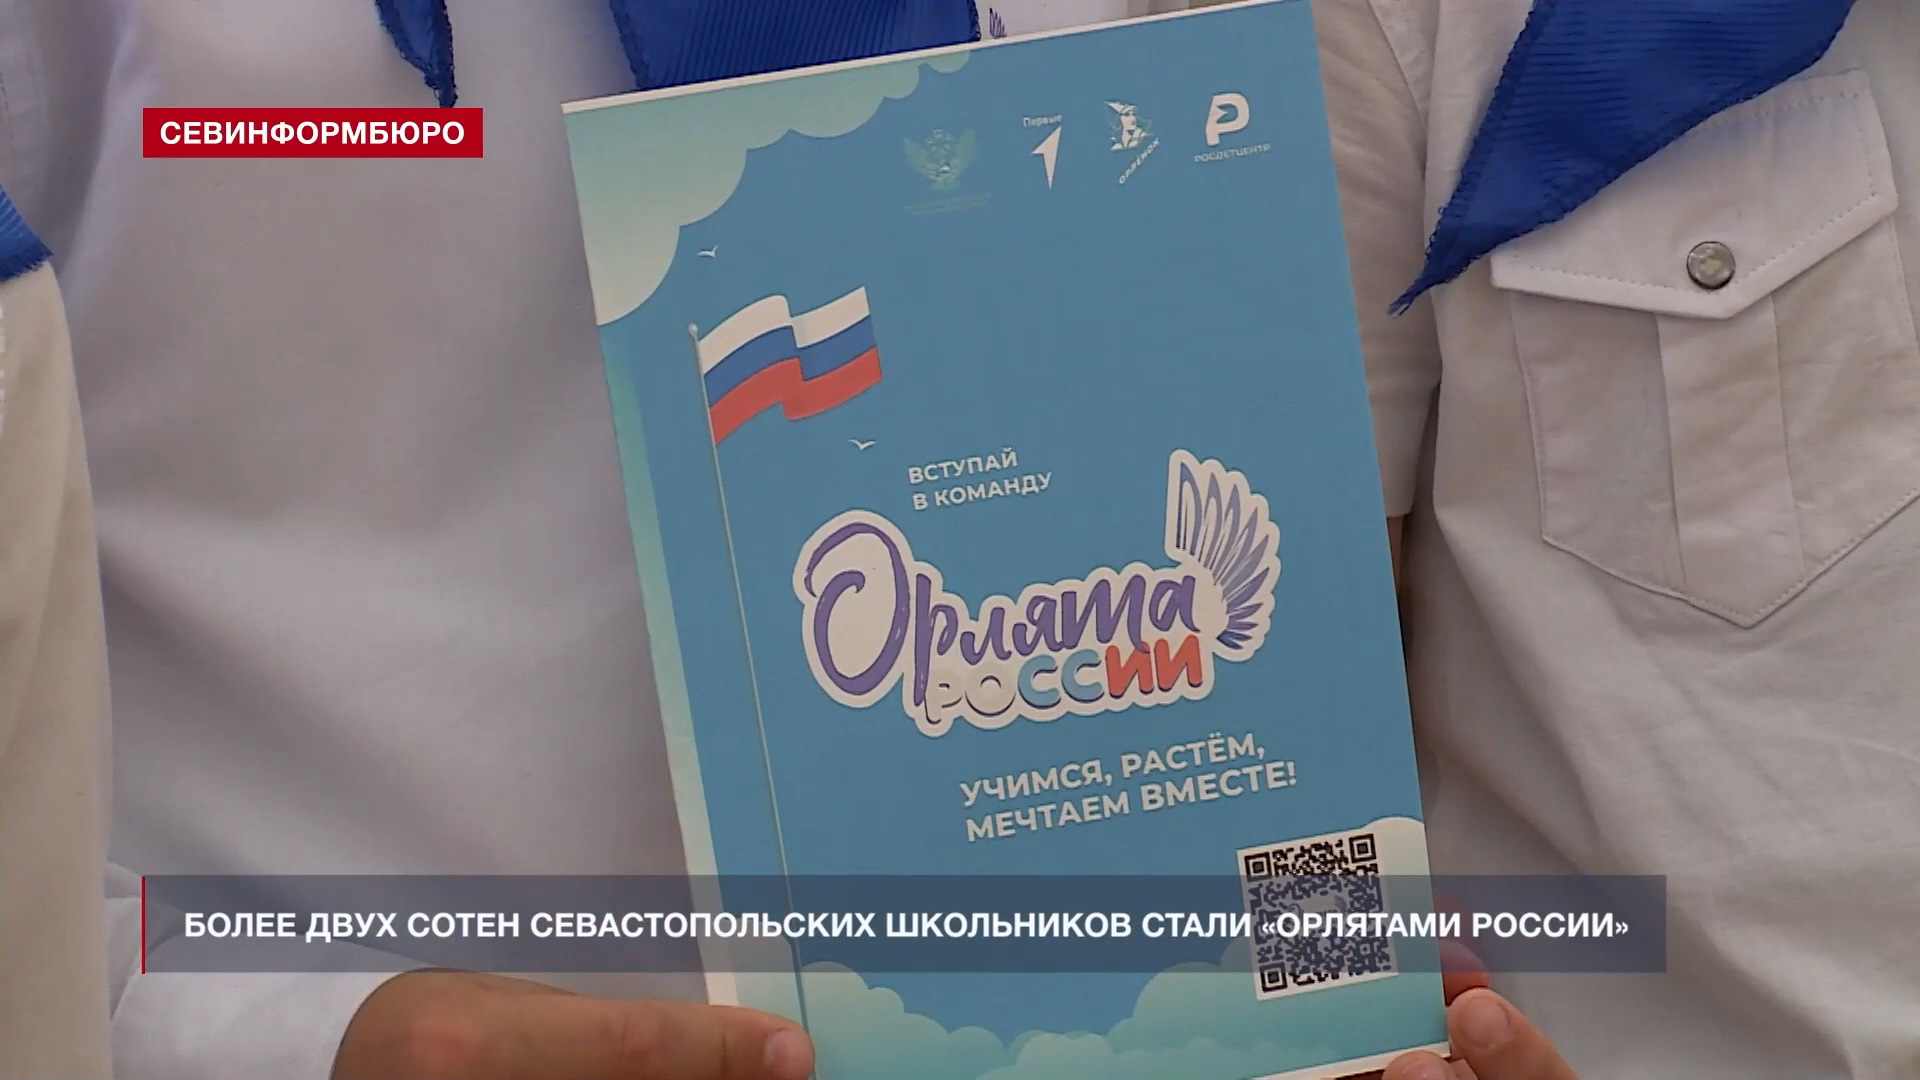 СЕВИНФОРМБЮРО
Первые
ОРЛЁНОК
РОСДЕТЦЕНТР
ВСТУПАЙ
В КОМАНДУ
Орлята
РОССИИ
УЧИМСЯ, РАСТЁМ,
МЕЧТАЕМ ВМЕСТЕ!
БОЛЕЕ ДВУХ СОТЕН СЕВАСТОПОЛЬСКИХ ШКОЛЬНИКОВ СТАЛИ «ОРЛЯТАМИ РОССИИ»